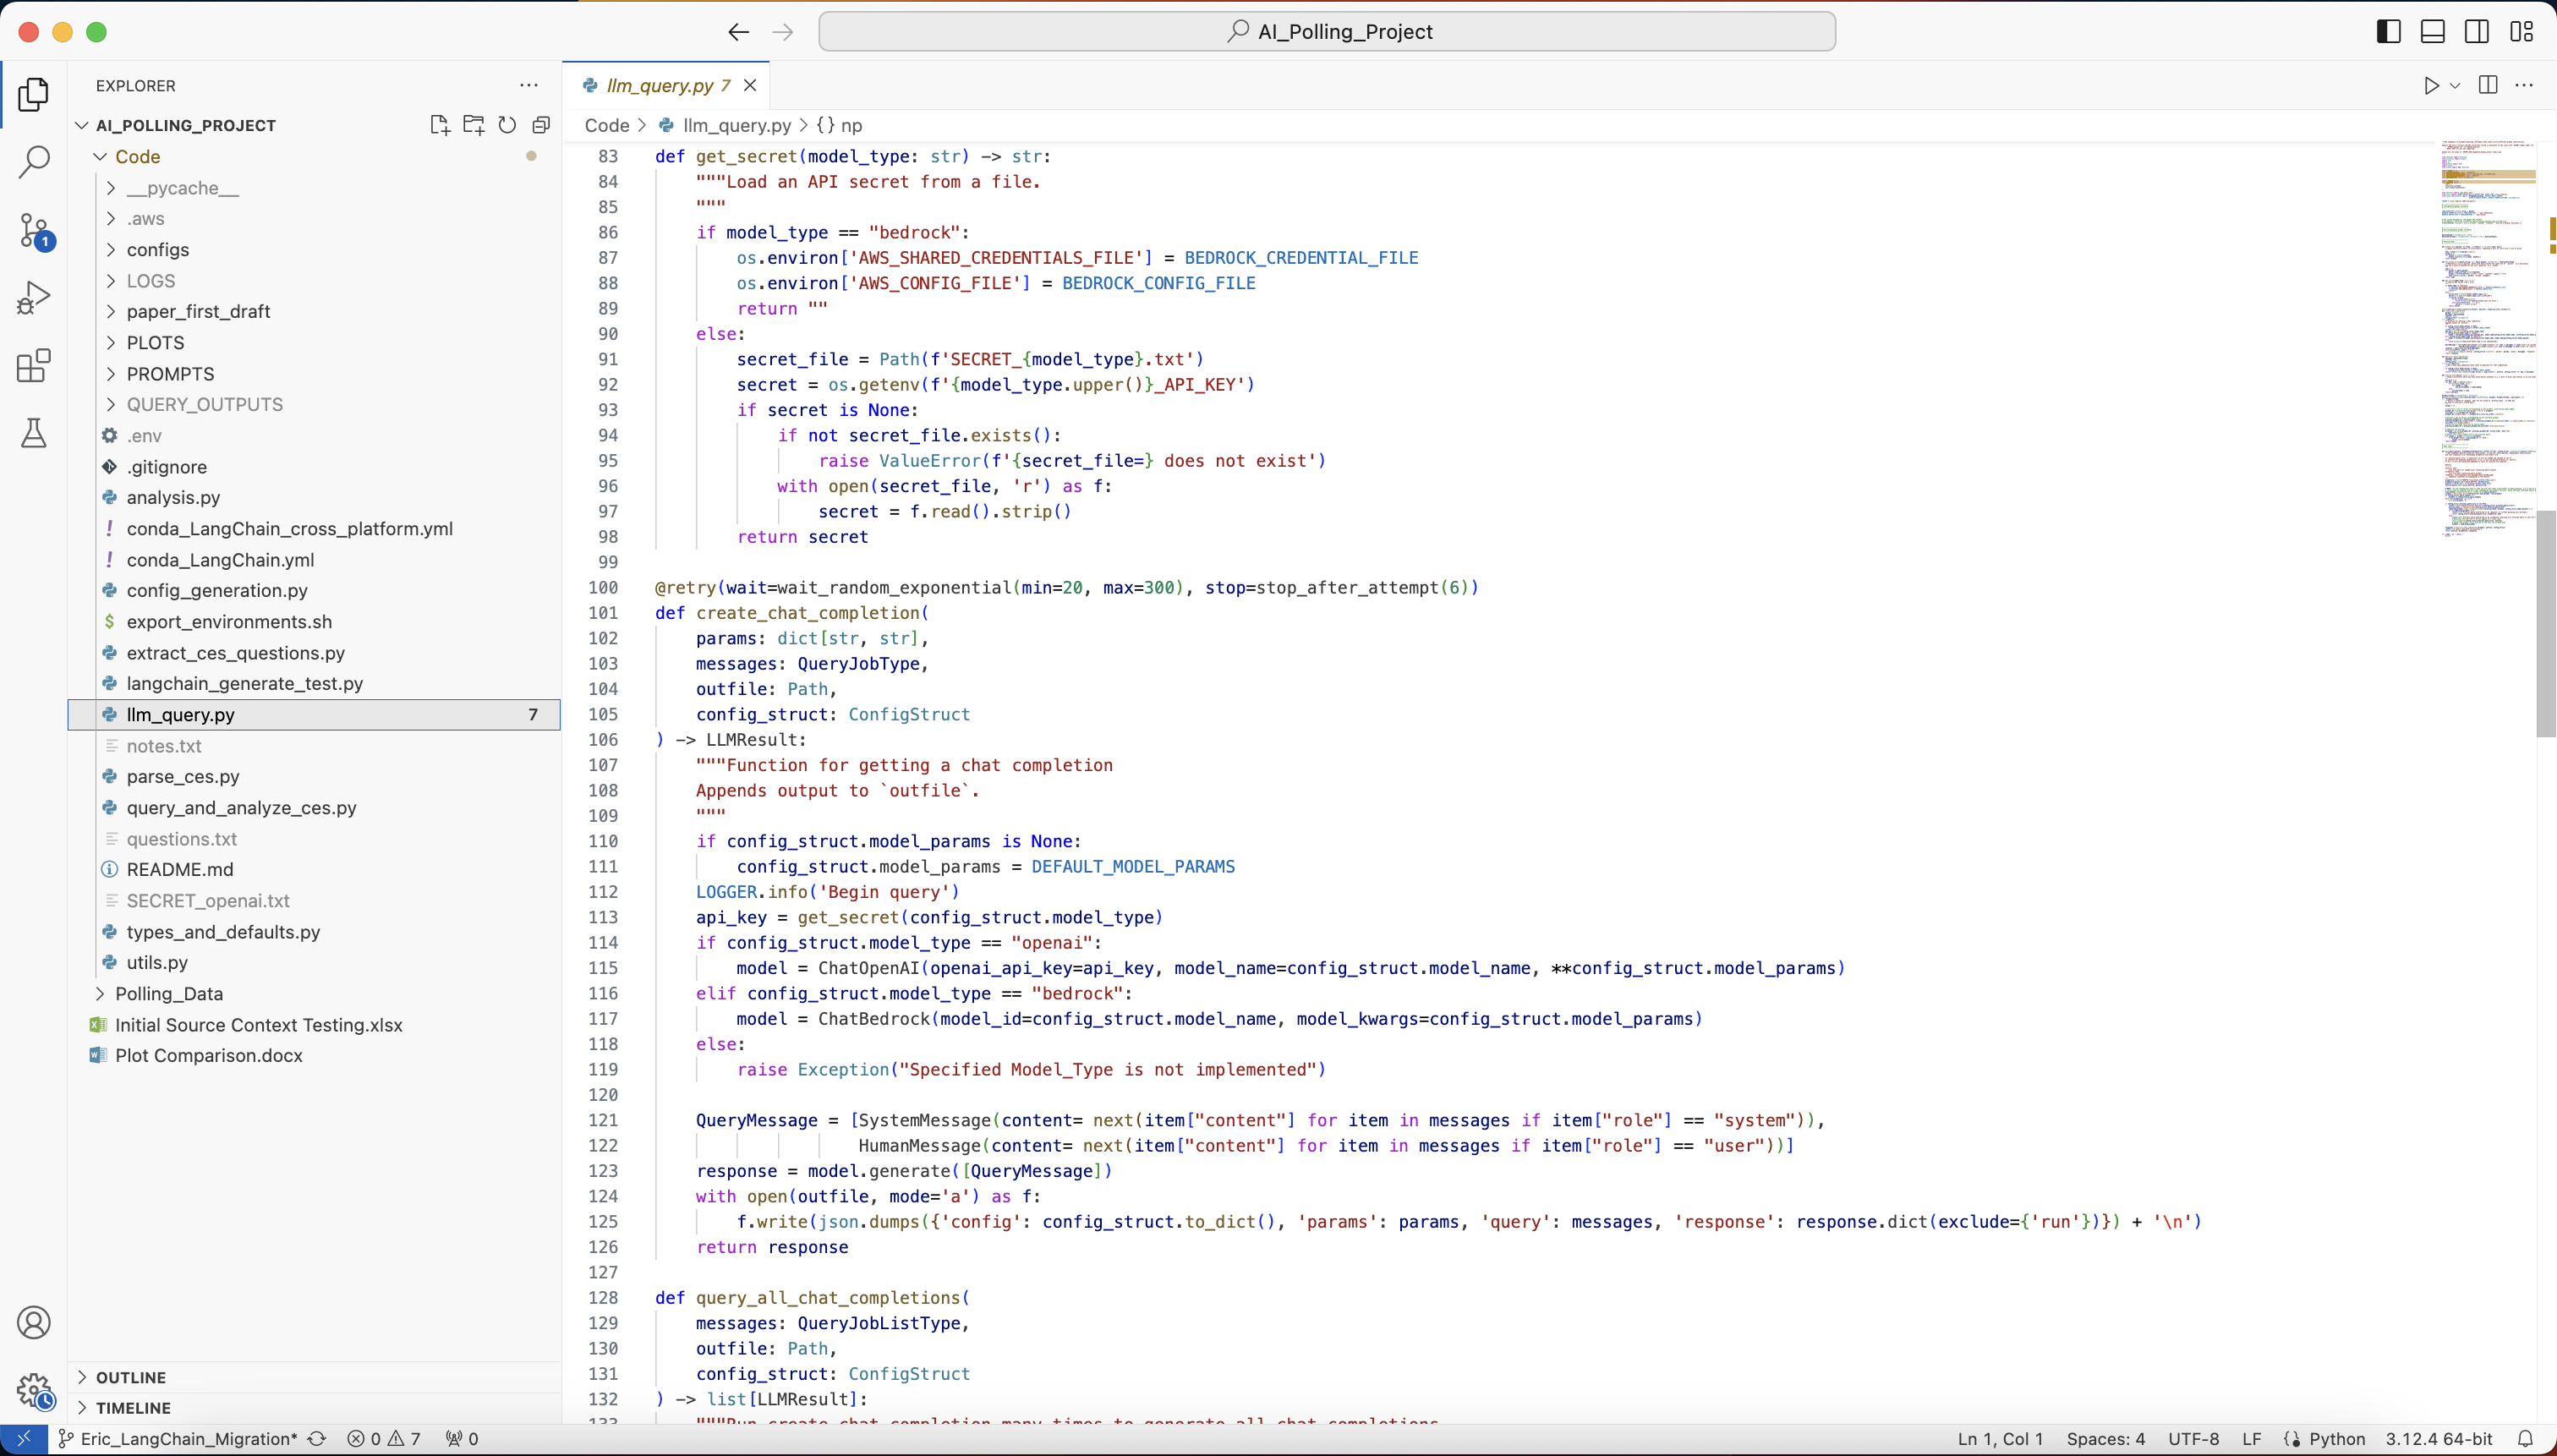 AI_Polling_Project
EXPLORER
AI_POLLING_PROJECT
Code
__pycache__
.aws
configs
LOGS
paper_first_draft
PLOTS
PROMPTS
QUERY_OUTPUTS
.env
.gitignore
analysis.py
conda_LangChain_cross_platform.yml
conda_LangChain.yml
config_generation.py
export_environments.sh
extract_ces_questions.py
langchain_generate_test.py
llm_query.py 7
notes.txt
parse_ces.py
query_and_analyze_ces.py
questions.txt
README.md
SECRET_openai.txt
types_and_defaults.py
utils.py
Polling_Data
Initial Source Context Testing.xlsx
Plot Comparison.docx
OUTLINE
TIMELINE
1
llm_query.py 7
Code > llm_query.py > {} np
83 def get_secret(model_type: str) -> str:
84     """Load an API secret from a file.
85     """
86     if model_type == "bedrock":
87         os.environ['AWS_SHARED_CREDENTIALS_FILE'] = BEDROCK_CREDENTIAL_FILE
88         os.environ['AWS_CONFIG_FILE'] = BEDROCK_CONFIG_FILE
89         return ""
90     else:
91         secret_file = Path(f'SECRET_{model_type}.txt')
92         secret = os.getenv(f'{model_type.upper()}_API_KEY')
93         if secret is None:
94             if not secret_file.exists():
95                 raise ValueError(f'{secret_file=} does not exist')
96             with open(secret_file, 'r') as f:
97                 secret = f.read().strip()
98         return secret
99
100 @retry(wait=wait_random_exponential(min=20, max=300), stop=stop_after_attempt(6))
101 def create_chat_completion(
102     params: dict[str, str],
103     messages: QueryJobType,
104     outfile: Path,
105     config_struct: ConfigStruct
106 ) -> LLMResult:
107     """Function for getting a chat completion
108     Appends output to `outfile`.
109     """
110     if config_struct.model_params is None:
111         config_struct.model_params = DEFAULT_MODEL_PARAMS
112     LOGGER.info('Begin query')
113     api_key = get_secret(config_struct.model_type)
114     if config_struct.model_type == "openai":
115         model = ChatOpenAI(openai_api_key=api_key, model_name=config_struct.model_name, **config_struct.model_params)
116     elif config_struct.model_type == "bedrock":
117         model = ChatBedrock(model_id=config_struct.model_name, model_kwargs=config_struct.model_params)
118     else:
119         raise Exception("Specified Model_Type is not implemented")
120
121     QueryMessage = [SystemMessage(content= next(item["content"] for item in messages if item["role"] == "system")),
122                     HumanMessage(content= next(item["content"] for item in messages if item["role"] == "user"))]
123     response = model.generate([QueryMessage])
124     with open(outfile, mode='a') as f:
125         f.write(json.dumps({'config': config_struct.to_dict(), 'params': params, 'query': messages, 'response': response.dict(exclude={'run'})}) + '\n')
126     return response
127
128 def query_all_chat_completions(
129     messages: QueryJobListType,
130     outfile: Path,
131     config_struct: ConfigStruct
132 ) -> list[LLMResult]:
133     """Run create_chat_completion many times to generate all chat completions
Eric_LangChain_Migration* 0 7 0
Ln 1, Col 1 Spaces: 4 UTF-8 LF Python 3.12.4 64-bit